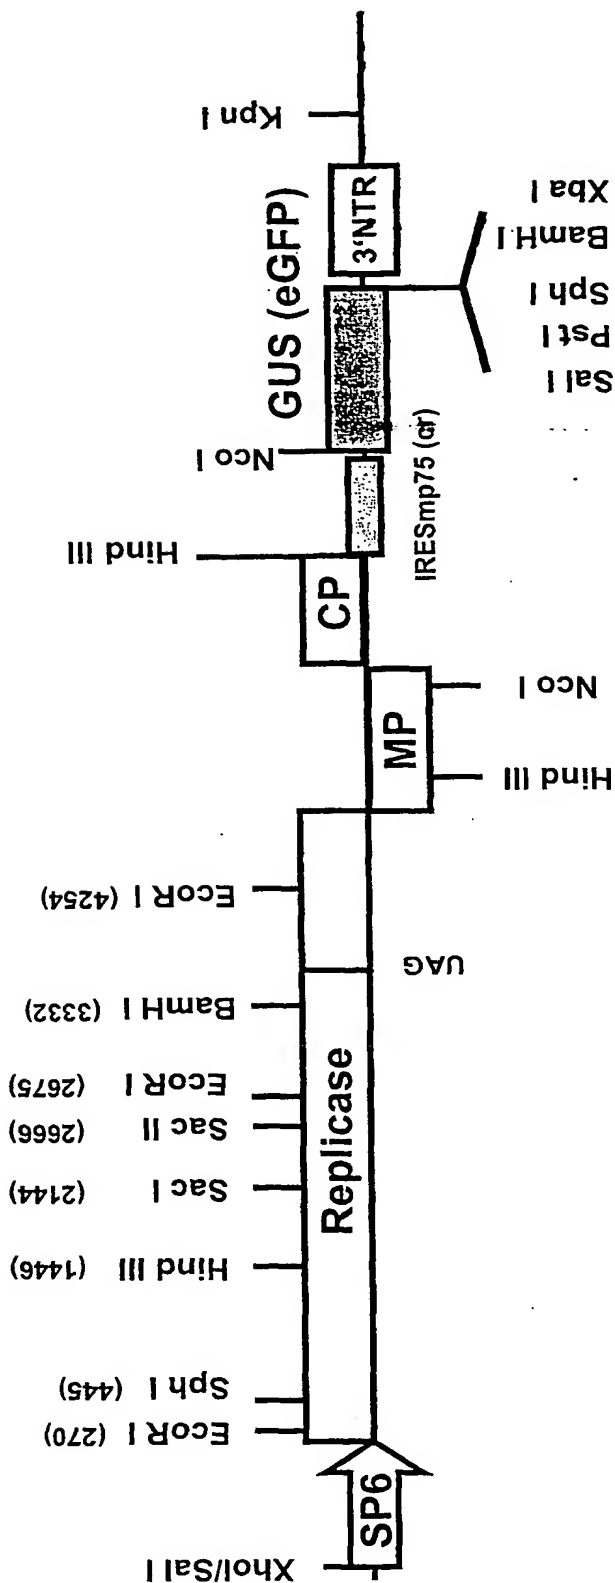 XhoI/Sal I
SP6
EcoR I (270)
Sph I (445)
Hind III (1446)
Sac I (2144)
Sac II (2666)
EcoR I (2675)
BamH I (3332)
EcoR I (4254)
Replicase
UAG
MP
Hind III
Nco I
CP
Hind III
IRESmp75 (cr)
Nco I
GUS (eGFP)
3'NTR
Kpn I
Sal I
Pst I
Sph I
BamH I
Xba I